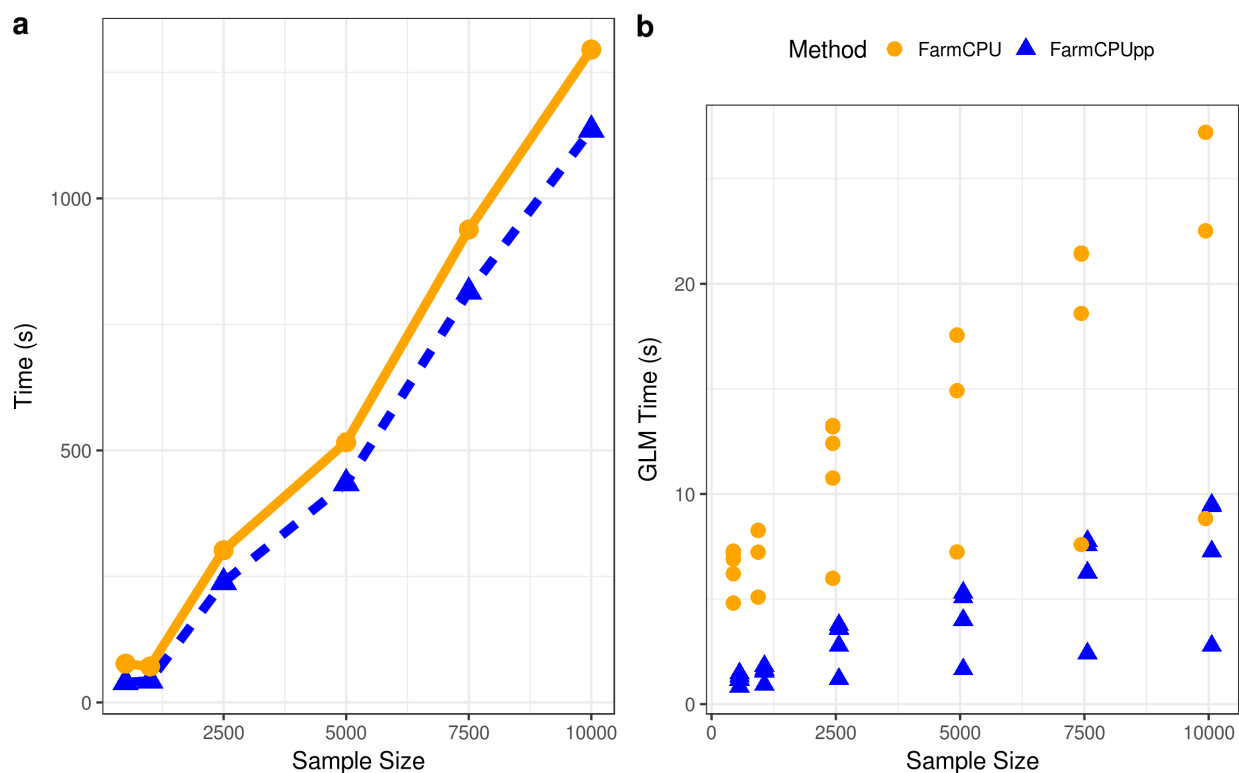 a
Time (s)
1000
500
0
2500 5000 7500 10000
Sample Size
b
Method FarmCPU FarmCPUpp
GLM Time (s)
20
10
0
0 2500 5000 7500 10000
Sample Size